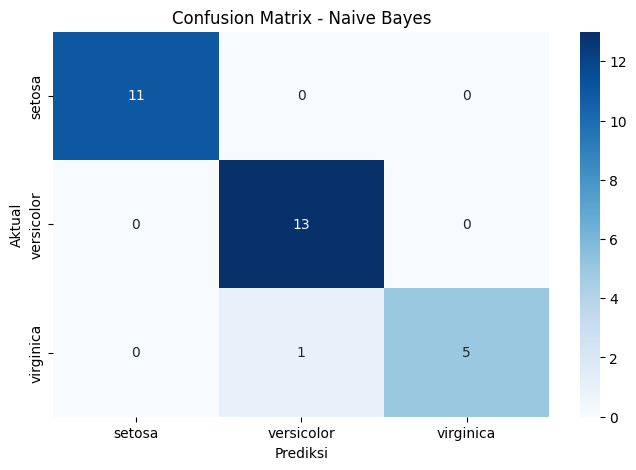 Confusion Matrix - Naive Bayes
Aktual
setosa
11 0 0
versicolor
0 13 0
virginica
0 1 5
setosa versicolor virginica
Prediksi
12
10
8
6
4
2
0